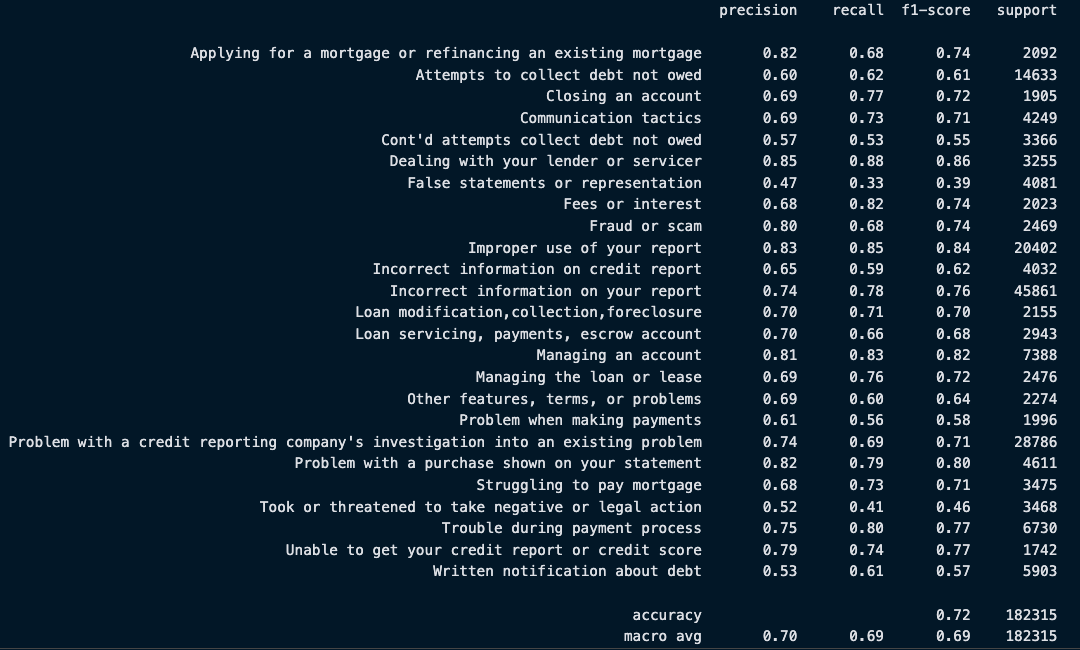 precision recall f1-score support
Applying for a mortgage or refinancing an existing mortgage 0.82 0.68 0.74 2092
Attempts to collect debt not owed 0.60 0.62 0.61 14633
Closing an account 0.69 0.77 0.72 1905
Communication tactics 0.69 0.73 0.71 4249
Cont'd attempts collect debt not owed 0.57 0.53 0.55 3366
Dealing with your lender or servicer 0.85 0.88 0.86 3255
False statements or representation 0.47 0.33 0.39 4081
Fees or interest 0.68 0.82 0.74 2023
Fraud or scam 0.80 0.68 0.74 2469
Improper use of your report 0.83 0.85 0.84 20402
Incorrect information on credit report 0.65 0.59 0.62 4032
Incorrect information on your report 0.74 0.78 0.76 45861
Loan modification,collection,foreclosure 0.70 0.71 0.70 2155
Loan servicing, payments, escrow account 0.70 0.66 0.68 2943
Managing an account 0.81 0.83 0.82 7388
Managing the loan or lease 0.69 0.76 0.72 2476
Other features, terms, or problems 0.69 0.60 0.64 2274
Problem when making payments 0.61 0.56 0.58 1996
Problem with a credit reporting company's investigation into an existing problem 0.74 0.69 0.71 28786
Problem with a purchase shown on your statement 0.82 0.79 0.80 4611
Struggling to pay mortgage 0.68 0.73 0.71 3475
Took or threatened to take negative or legal action 0.52 0.41 0.46 3468
Trouble during payment process 0.75 0.80 0.77 6730
Unable to get your credit report or credit score 0.79 0.74 0.77 1742
Written notification about debt 0.53 0.61 0.57 5903
accuracy 0.72 182315
macro avg 0.70 0.69 0.69 182315